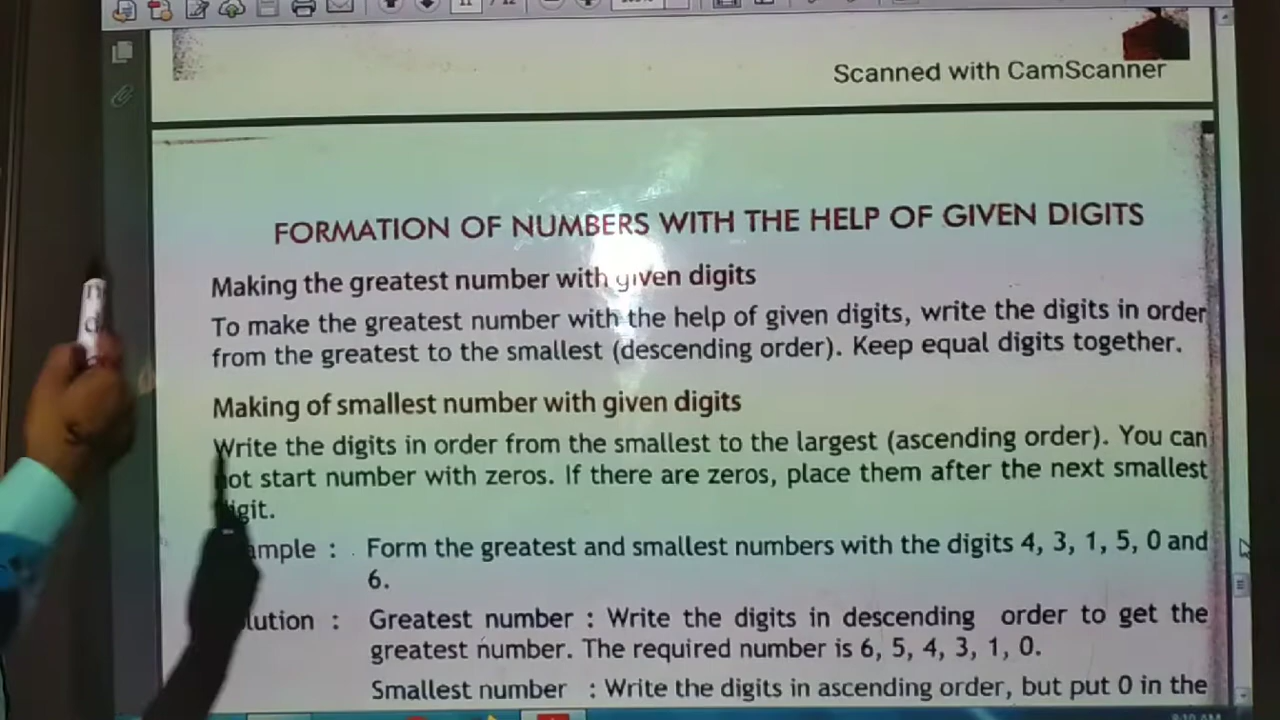 Scanned with CamScanner
FORMATION OF NUMBERS WITH THE HELP OF GIVEN DIGITS
Making the greatest number with given digits
To make the greatest number with the help of given digits, write the digits in order
from the greatest to the smallest (descending order). Keep equal digits together.
Making of smallest number with given digits
Write the digits in order from the smallest to the largest (ascending order). You can
not start number with zeros. If there are zeros, place them after the next smallest
digit.
ample : Form the greatest and smallest numbers with the digits 4, 3, 1, 5, 0 and
6.
lution : Greatest number : Write the digits in descending order to get the
greatest number. The required number is 6, 5, 4, 3, 1, 0.
Smallest number : Write the digits in ascending order, but put 0 in the